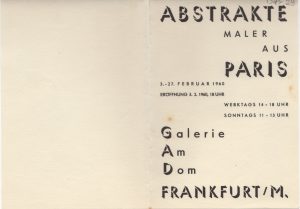 ABSTRAKTE
MALER
AUS
PARIS
5.-27. FEBRUAR 1960
ERÖFFNUNG 5. 2. 1960, 18 UHR
WERKTAGS 14 - 18 UHR
SONNTAGS 11 - 13 UHR
Galerie
Am
Dom
FRANKFURT/M.